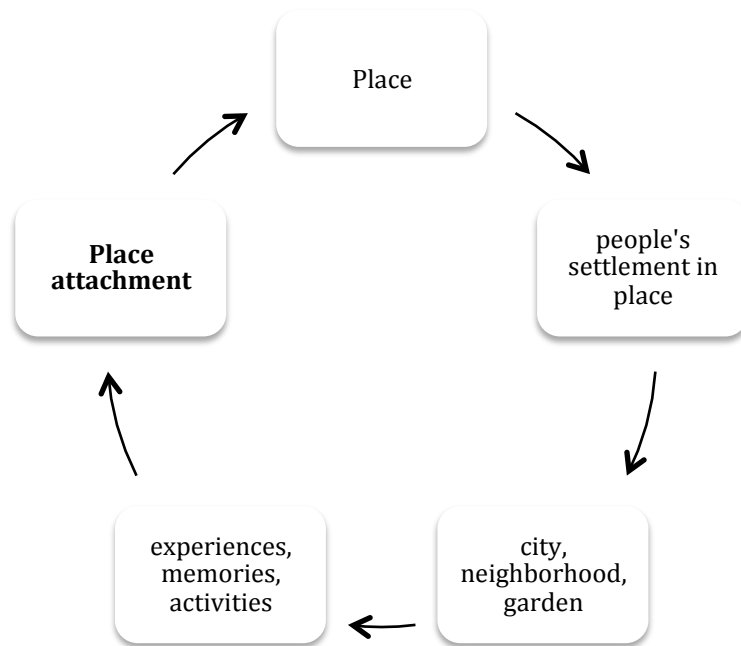 Place
people's
settlement in
place
city,
neighborhood,
garden
experiences,
memories,
activities
Place
attachment